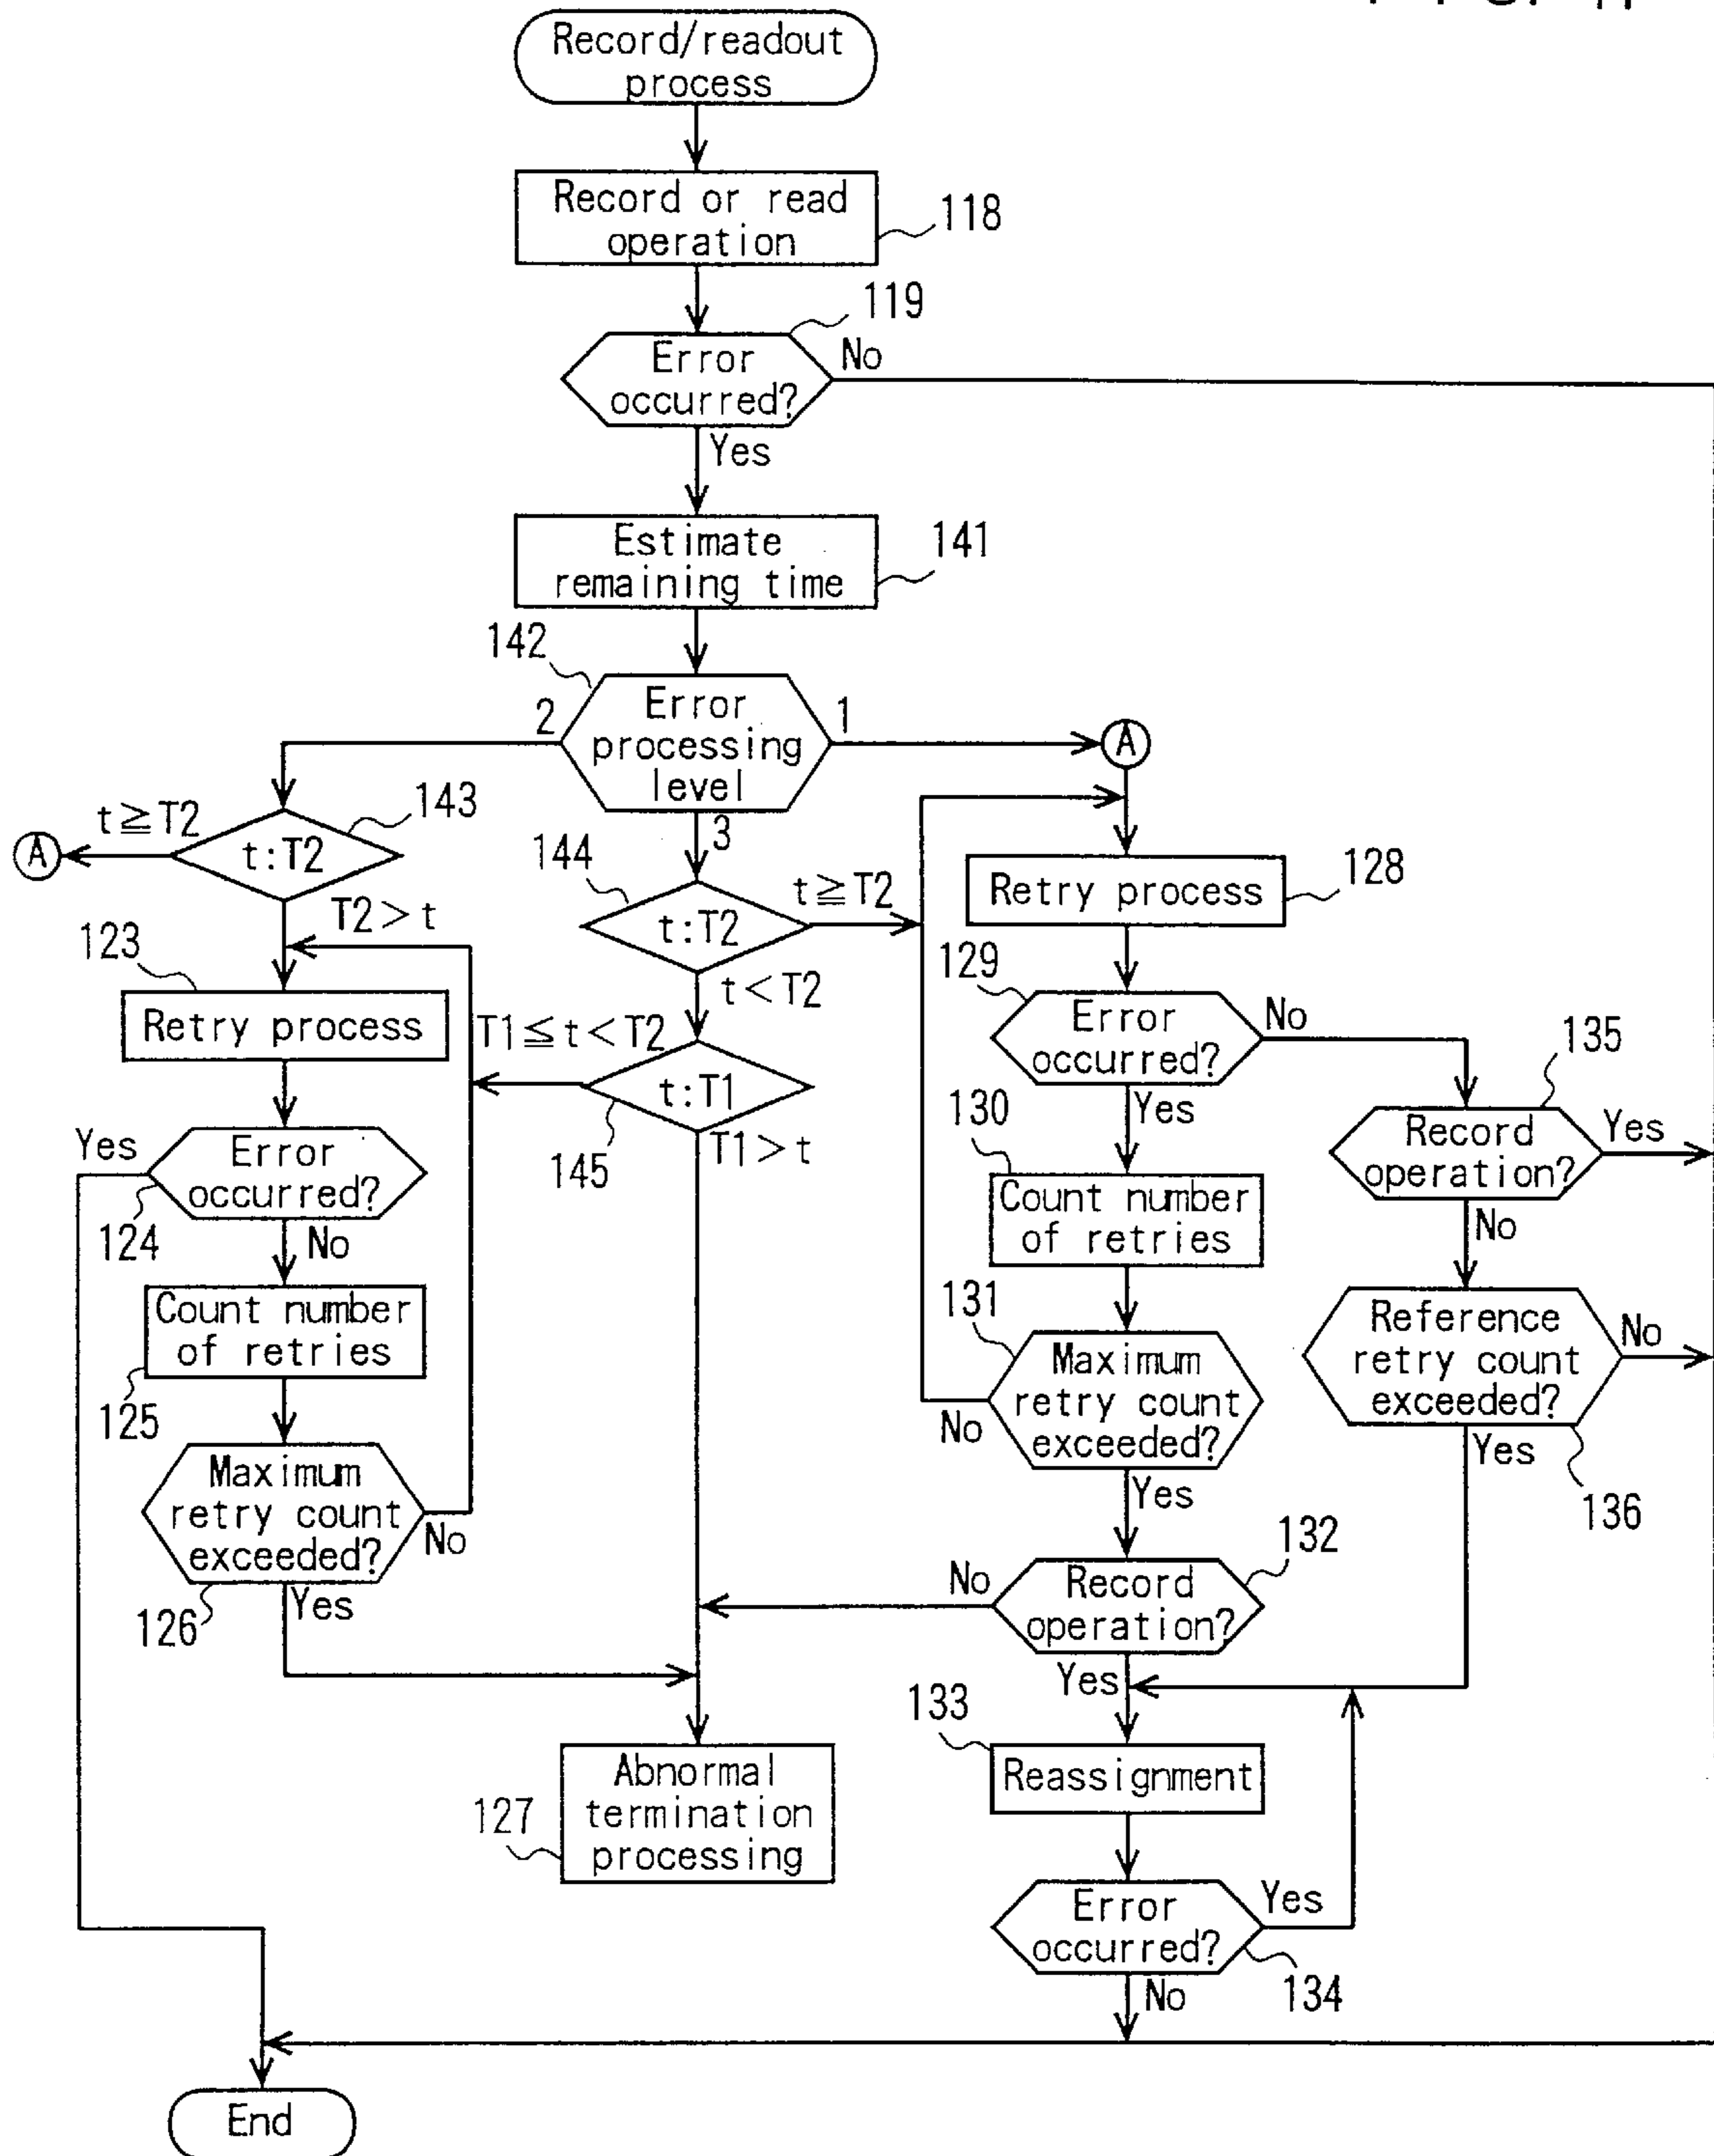 Record/readout
process
Record or read
operation
118
119
Error
occurred?
No
Yes
Estimate
remaining time
141
142
Error
processing
level
2
1
3
A
143
t≧T2
t:T2
A
T2>t
144
t:T2
t≧T2
t<T2
123
Retry process
T1≦t<T2
t:T1
145
T1>t
Retry process
128
129
Error
occurred?
No
Yes
135
Record
operation?
Yes
No
130
Count number
of retries
Yes
Error
occurred?
124
No
Count number
of retries
125
131
Maximum
retry count
exceeded?
No
Yes
Reference
retry count
exceeded?
No
Yes
136
Maximum
retry count
exceeded?
No
126
Yes
132
No
Record
operation?
Yes
133
Reassignment
Abnormal
termination
processing
127
Error
occurred?
Yes
134
No
End